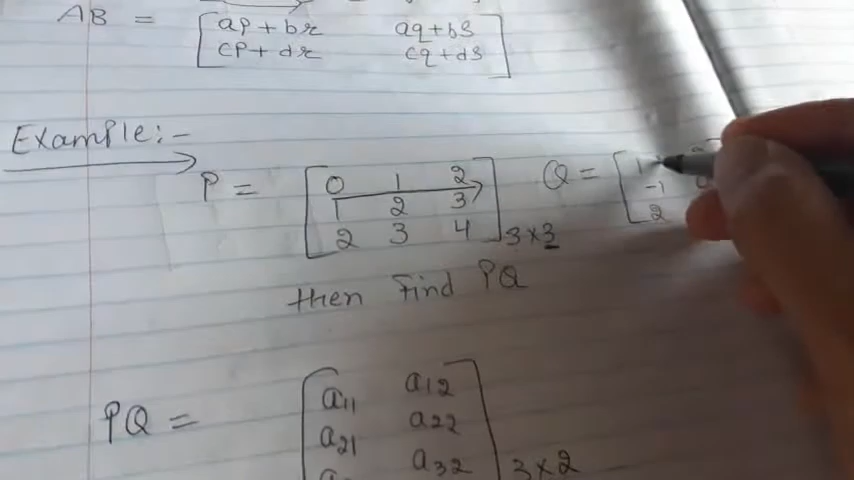 AB = ap + br aq + bs
cp + dr cq + ds
Example:-
P = 0 1 2 Q = 1
1 2 3 -1
2 3 4 3×3 2
then find PQ
PQ = a11 a12
a21 a22
a32 3×2